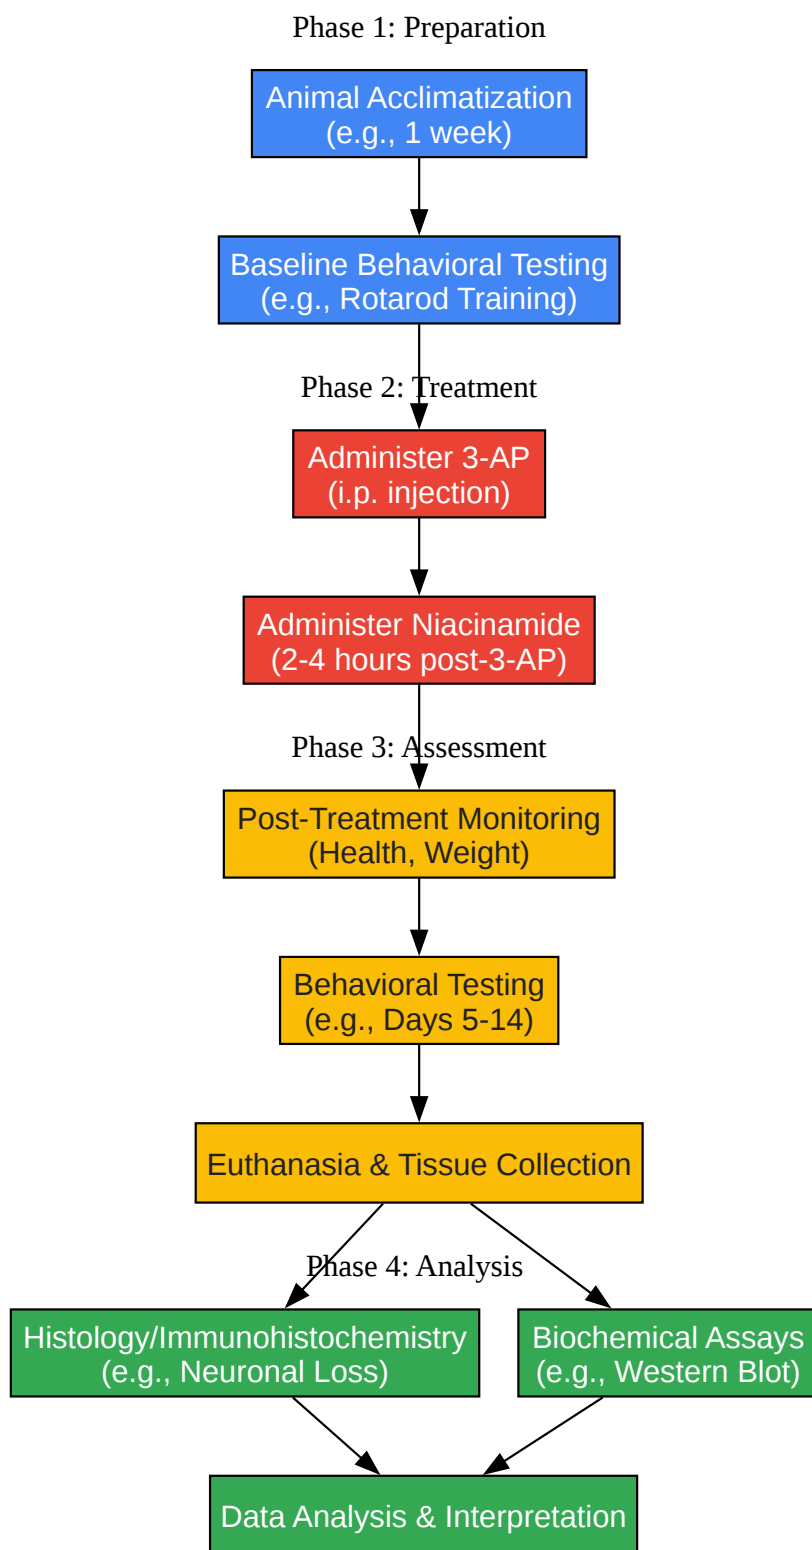 Phase 1: Preparation
Animal Acclimatization
(e.g., 1 week)
Baseline Behavioral Testing
(e.g., Rotarod Training)
Phase 2: Treatment
Administer 3-AP
(i.p. injection)
Administer Niacinamide
(2-4 hours post-3-AP)
Phase 3: Assessment
Post-Treatment Monitoring
(Health, Weight)
Behavioral Testing
(e.g., Days 5-14)
Euthanasia & Tissue Collection
Phase 4: Analysis
Histology/Immunohistochemistry
(e.g., Neuronal Loss)
Biochemical Assays
(e.g., Western Blot)
Data Analysis & Interpretation